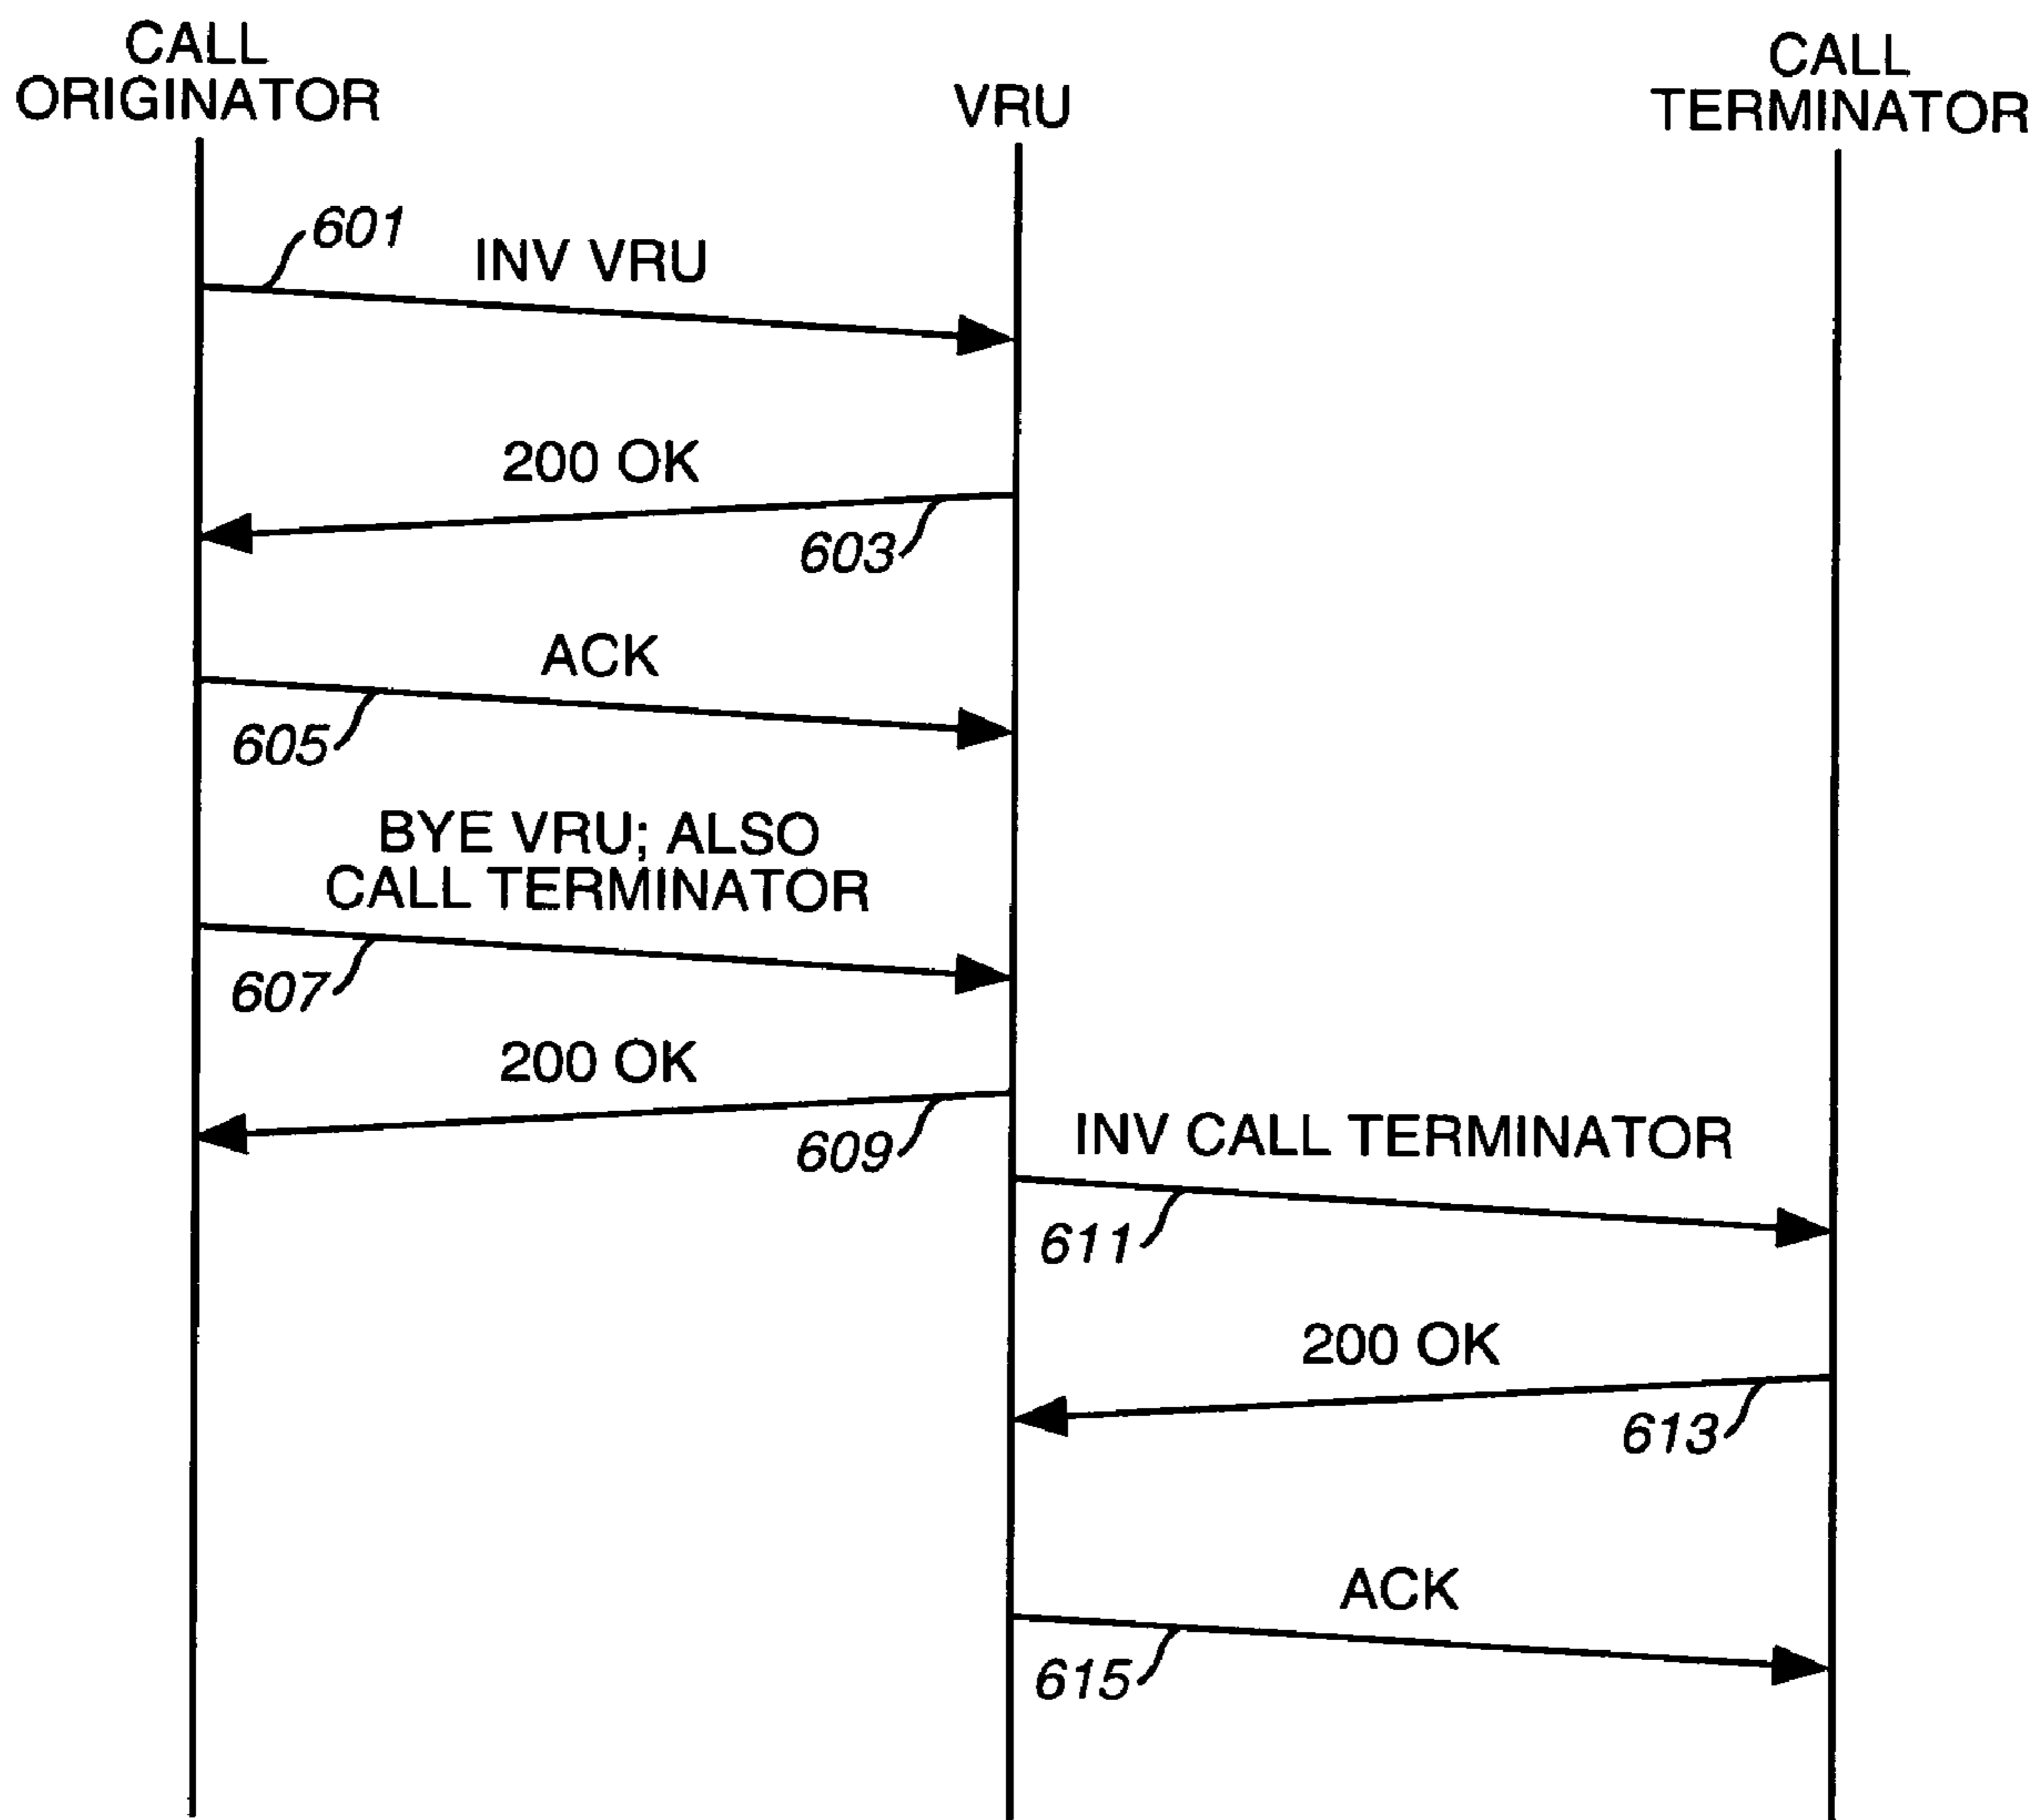 CALL
ORIGINATOR
VRU
CALL
TERMINATOR
601
INV VRU
200 OK
603
ACK
605
BYE VRU; ALSO
CALL TERMINATOR
607
200 OK
609
INV CALL TERMINATOR
611
200 OK
613
ACK
615